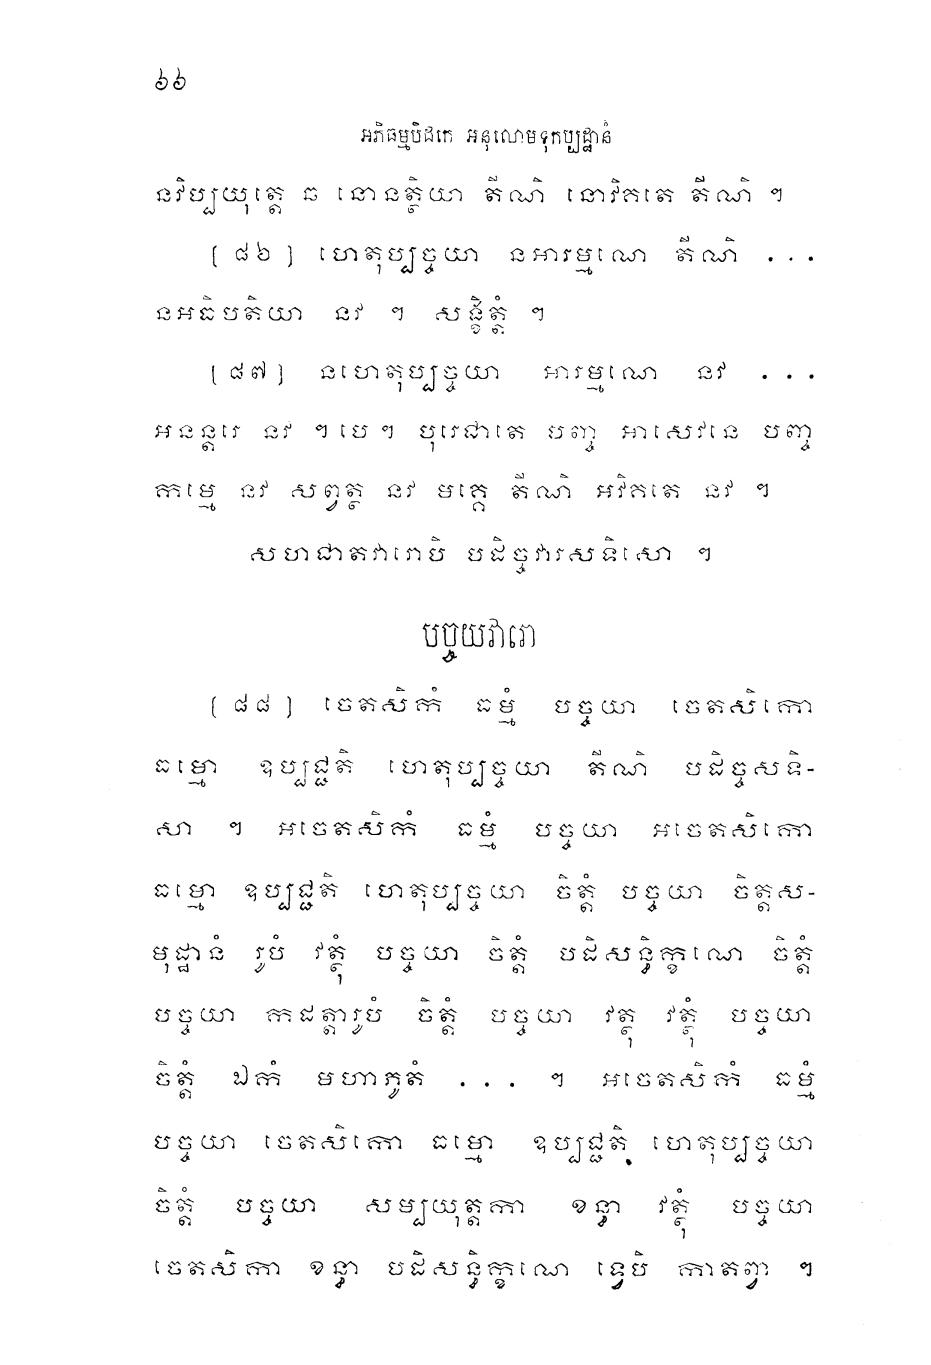 ៦៦
អភិធម្មបិដកេ អនុលោមទុកប្បដ្ឋានំ
នវិប្បយុត្តេ ឆ នោនត្ថិយា តីណិ នោវិគតេ តីណិ ។
[ ៨៦ ] ហេតុប្បច្ចយា នអារម្មណេ តីណិ ...
នអធិបតិយា នវ ។ សង្ខិត្តំ ។
[ ៨៧ ] នហេតុប្បច្ចយា អារម្មណេ នវ ...
អនន្តរេ នវ ។បេ។ បុរេជាតេ បញ្ច អាសេវនេ បញ្ច
កម្មេ នវ សព្វត្ថ នវ មគ្គេ តីណិ អវិគតេ នវ ។
សហជាតវារោបិ បដិច្ចវារសទិសោ ។
បច្ចយវារោ
[ ៨៨ ] ចេតសិកំ ធម្មំ បច្ចយា ចេតសិកោ
ធម្មោ ឧប្បជ្ជតិ ហេតុប្បច្ចយា តីណិ បដិច្ចសទិ-
សា ។ អចេតសិកំ ធម្មំ បច្ចយា អចេតសិកោ
ធម្មោ ឧប្បជ្ជតិ ហេតុប្បច្ចយា ចិត្តំ បច្ចយា ចិត្តស-
មុដ្ឋានំ រូបំ វត្ថុំ បច្ចយា ចិត្តំ បដិសន្ធិក្ខណេ ចិត្តំ
បច្ចយា កដត្តារូបំ ចិត្តំ បច្ចយា វត្ថុ វត្ថុំ បច្ចយា
ចិត្តំ ឯកំ មហាភូតំ ... ។ អចេតសិកំ ធម្មំ
បច្ចយា ចេតសិកោ ធម្មោ ឧប្បជ្ជតិ ហេតុប្បច្ចយា
ចិត្តំ បច្ចយា សម្បយុត្តកា ខន្ធា វត្ថុំ បច្ចយា
ចេតសិកា ខន្ធា បដិសន្ធិក្ខណេ ទ្វេបិ កាតព្វា ។